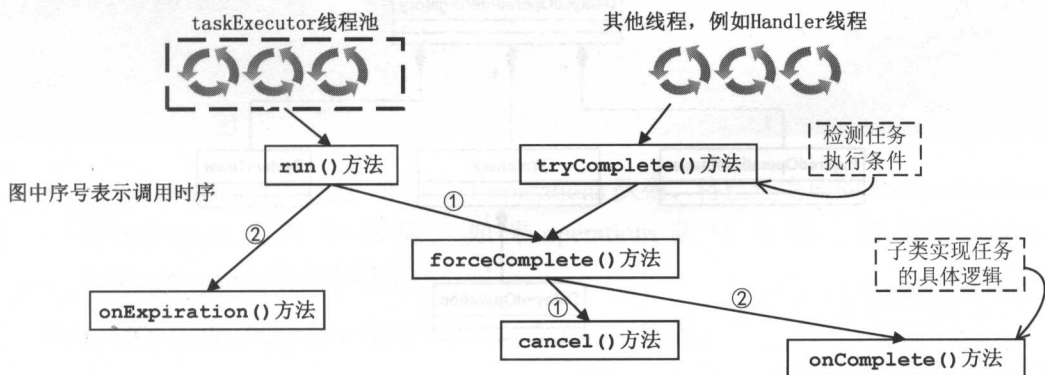 taskExecutor线程池
其他线程，例如Handler线程
检测任务
执行条件
run()方法
tryComplete()方法
图中序号表示调用时序
①
②
子类实现任务
的具体逻辑
forceComplete()方法
onExpiration()方法
①
②
cancel()方法
onComplete()方法